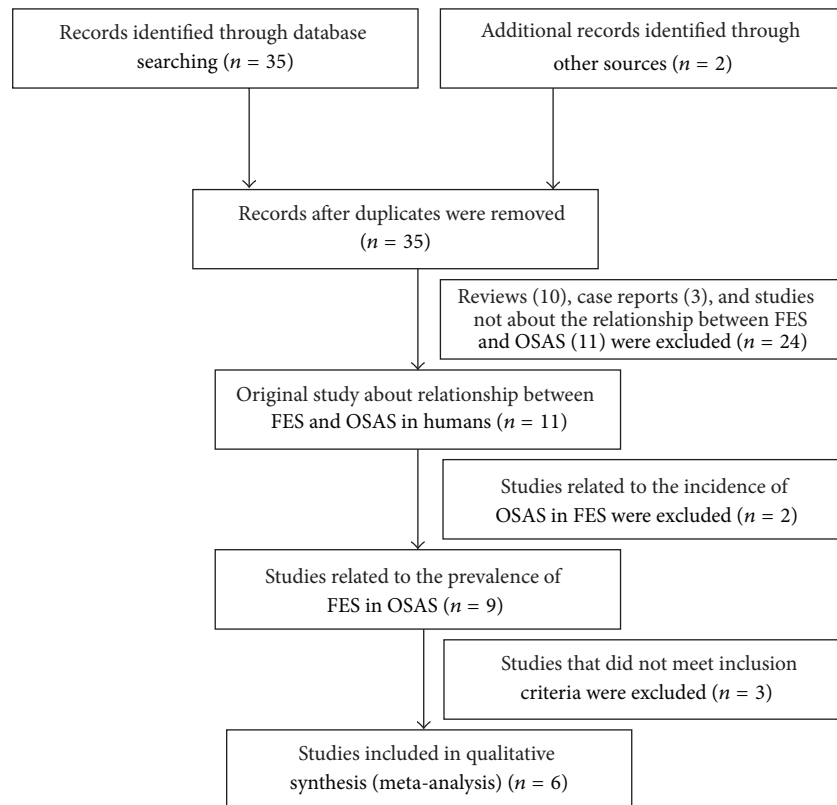 Records identified through database
searching (n = 35)
Additional records identified through
other sources (n = 2)
Records after duplicates were removed
(n = 35)
Reviews (10), case reports (3), and studies
not about the relationship between FES
and OSAS (11) were excluded (n = 24)
Original study about relationship between
FES and OSAS in humans (n = 11)
Studies related to the incidence of
OSAS in FES were excluded (n = 2)
Studies related to the prevalence of
FES in OSAS (n = 9)
Studies that did not meet inclusion
criteria were excluded (n = 3)
Studies included in qualitative
synthesis (meta-analysis) (n = 6)